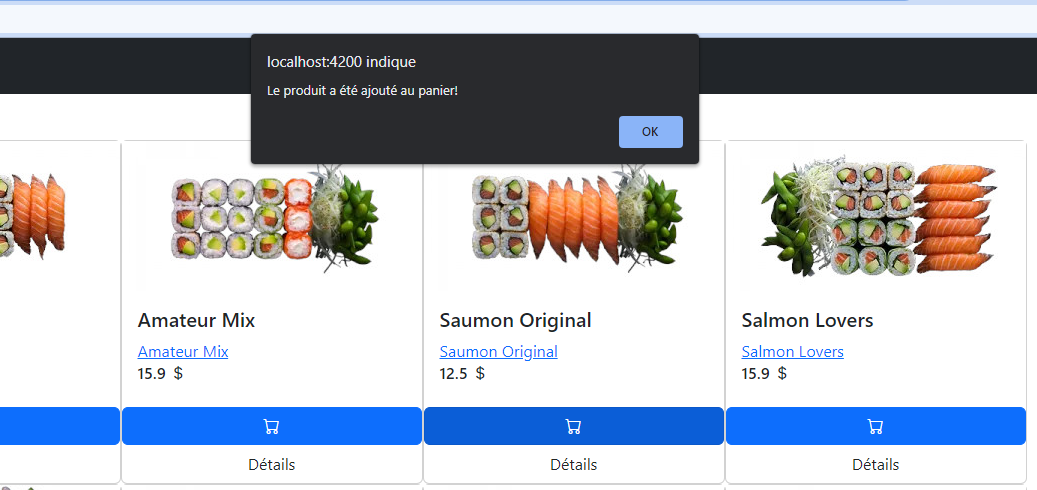 localhost:4200 indique
Le produit a été ajouté au panier!
OK
Amateur Mix
Amateur Mix
15.9 $
Détails
Saumon Original
Saumon Original
12.5 $
Détails
Salmon Lovers
Salmon Lovers
15.9 $
Détails